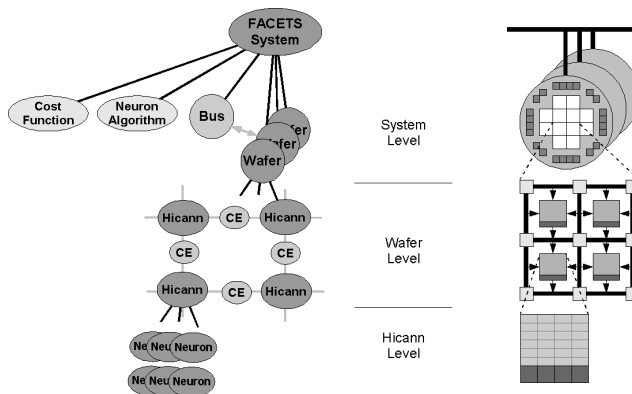 FACETS
System
Cost
Function
Neuron
Algorithm
Bus
Wafer
System
Level
Hicann
CE
Hicann
CE
CE
Wafer
Level
Hicann
CE
Hicann
Neuron
Hicann
Level
Neuron